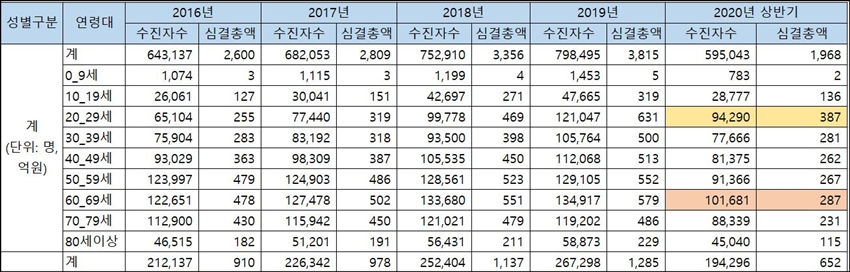 성별구분 연령대 2016년 2017년 2018년 2019년 2020년 상반기
수진자수 심결총액 수진자수 심결총액 수진자수 심결총액 수진자수 심결총액 수진자수 심결총액
계 643,137 2,600 682,053 2,809 752,910 3,356 798,495 3,815 595,043 1,968
0_9세 1,074 3 1,115 3 1,199 4 1,453 5 783 2
10_19세 26,061 127 30,041 151 42,697 271 47,665 319 28,777 136
20_29세 65,104 255 77,440 319 99,778 469 121,047 631 94,290 387
30_39세 75,904 283 83,192 318 93,500 398 105,764 500 77,666 281
계
(단위: 명,
억원)
40_49세 93,029 363 98,309 387 105,535 450 112,068 513 81,375 262
50_59세 123,997 479 124,903 486 128,561 523 129,105 552 91,366 267
60_69세 122,651 478 127,478 502 133,680 551 134,917 579 101,681 287
70_79세 112,900 430 115,942 450 121,021 479 119,202 486 88,339 231
80세이상 46,515 182 51,201 191 56,431 211 58,873 229 45,040 115
계 212,137 910 226,342 978 252,404 1,137 267,298 1,285 194,296 652